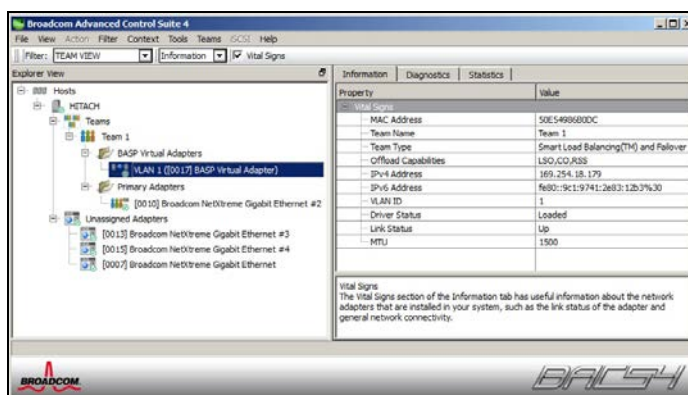 Broadcom Advanced Control Suite 4
File View Action Filter Context Tools Teams iSCSI Help
Filter: TEAM VIEW Information Vital Signs
Explorer View
Hosts
HITACH
Teams
Team 1
BASP Virtual Adapters
VLAN 1 ([0017] BASP Virtual Adapter)
Primary Adapters
[0010] Broadcom NetXtreme Gigabit Ethernet #2
Unassigned Adapters
[0013] Broadcom NetXtreme Gigabit Ethernet #3
[0015] Broadcom NetXtreme Gigabit Ethernet #4
[0007] Broadcom NetXtreme Gigabit Ethernet
Information Diagnostics Statistics
Property Value
Vital Signs
MAC Address 50E54986B0DC
Team Name Team 1
Team Type Smart Load Balancing(TM) and Failover
Offload Capabilities LSO,CO,RSS
IPv4 Address 169.254.18.179
IPv6 Address fe80::9c1:9741:2e83:12b3%30
VLAN ID 1
Driver Status Loaded
Link Status Up
MTU 1500
Vital Signs
The Vital Signs section of the Information tab has useful information about the network
adapters that are installed in your system, such as the link status of the adapter and
general network connectivity.
BROADCOM.
BACS4